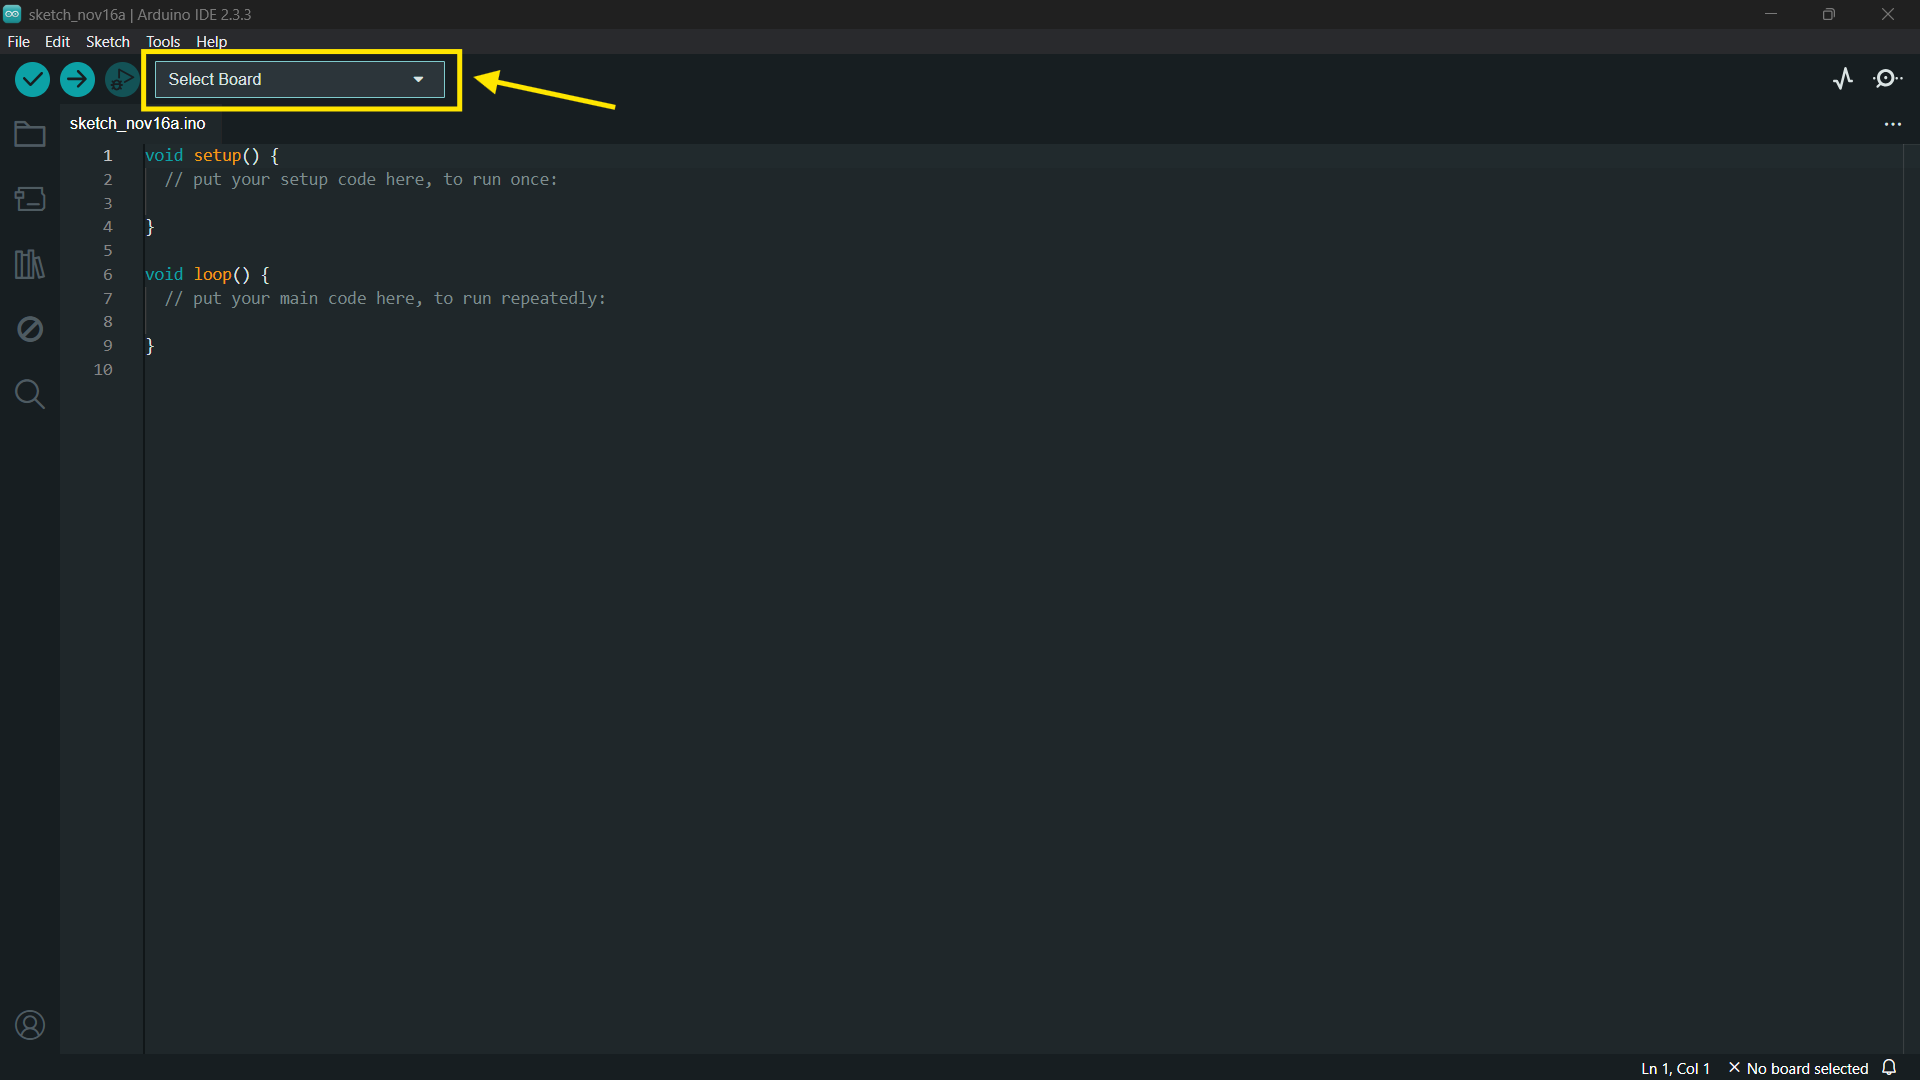 sketch_nov16a | Arduino IDE 2.3.3
File Edit Sketch Tools Help
Select Board
sketch_nov16a.ino
1 void setup() {
2 // put your setup code here, to run once:
3
4 }
5
6 void loop() {
7 // put your main code here, to run repeatedly:
8
9 }
10
Ln 1, Col 1 × No board selected